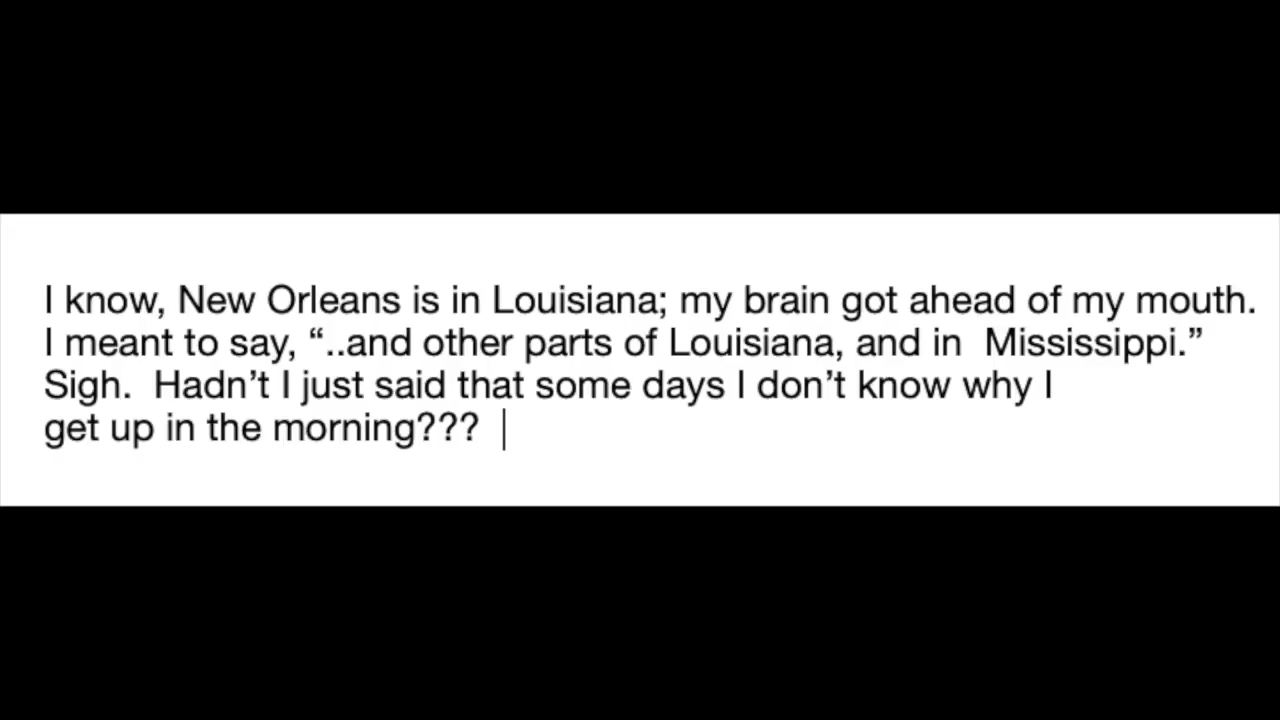 I know, New Orleans is in Louisiana; my brain got ahead of my mouth.
I meant to say, “..and other parts of Louisiana, and in  Mississippi.”
Sigh.  Hadn’t I just said that some days I don’t know why I
get up in the morning???